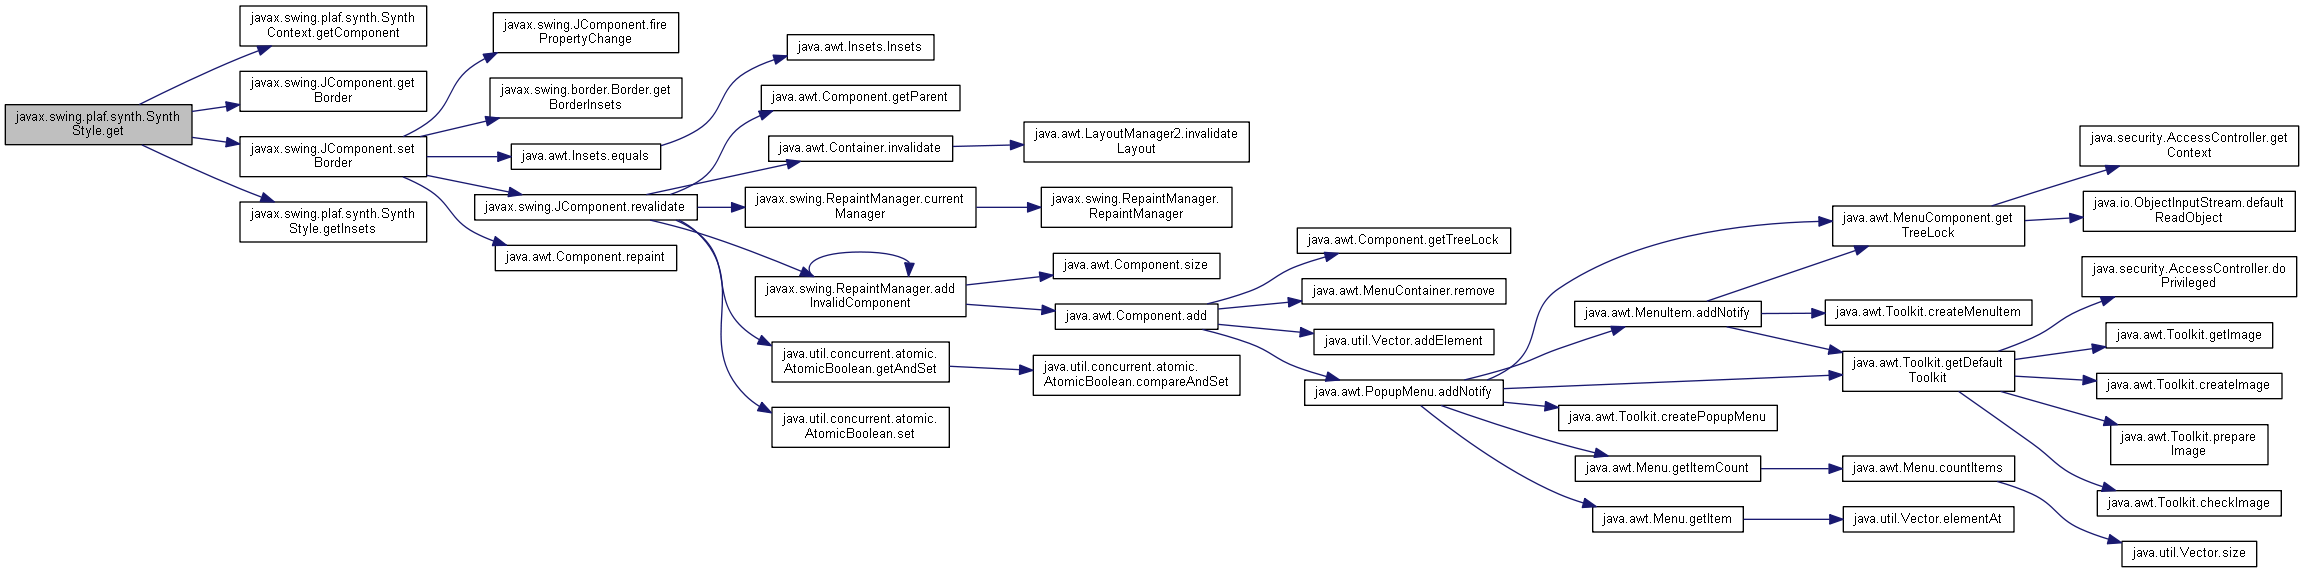 javax.swing.plaf.synth.Synth
Style.get
javax.swing.plaf.synth.Synth
Context.getComponent
javax.swing.JComponent.get
Border
javax.swing.JComponent.set
Border
javax.swing.plaf.synth.Synth
Style.getInsets
javax.swing.JComponent.fire
PropertyChange
javax.swing.border.Border.get
BorderInsets
java.awt.Insets.equals
javax.swing.JComponent.revalidate
java.awt.Component.repaint
java.awt.Insets.Insets
java.awt.Component.getParent
java.awt.Container.invalidate
javax.swing.RepaintManager.current
Manager
javax.swing.RepaintManager.add
InvalidComponent
java.util.concurrent.atomic.
AtomicBoolean.getAndSet
java.util.concurrent.atomic.
AtomicBoolean.set
java.awt.LayoutManager2.invalidate
Layout
javax.swing.RepaintManager.
RepaintManager
java.awt.Component.size
java.awt.Component.add
java.util.concurrent.atomic.
AtomicBoolean.compareAndSet
java.awt.Component.getTreeLock
java.awt.MenuContainer.remove
java.util.Vector.addElement
java.awt.PopupMenu.addNotify
java.awt.MenuItem.addNotify
java.awt.Toolkit.createPopupMenu
java.awt.Menu.getItemCount
java.awt.Menu.getItem
java.awt.MenuComponent.get
TreeLock
java.awt.Toolkit.createMenuItem
java.awt.Toolkit.getDefault
Toolkit
java.awt.Menu.countItems
java.util.Vector.elementAt
java.security.AccessController.get
Context
java.io.ObjectInputStream.default
ReadObject
java.security.AccessController.do
Privileged
java.awt.Toolkit.getImage
java.awt.Toolkit.createImage
java.awt.Toolkit.prepare
Image
java.awt.Toolkit.checkImage
java.util.Vector.size